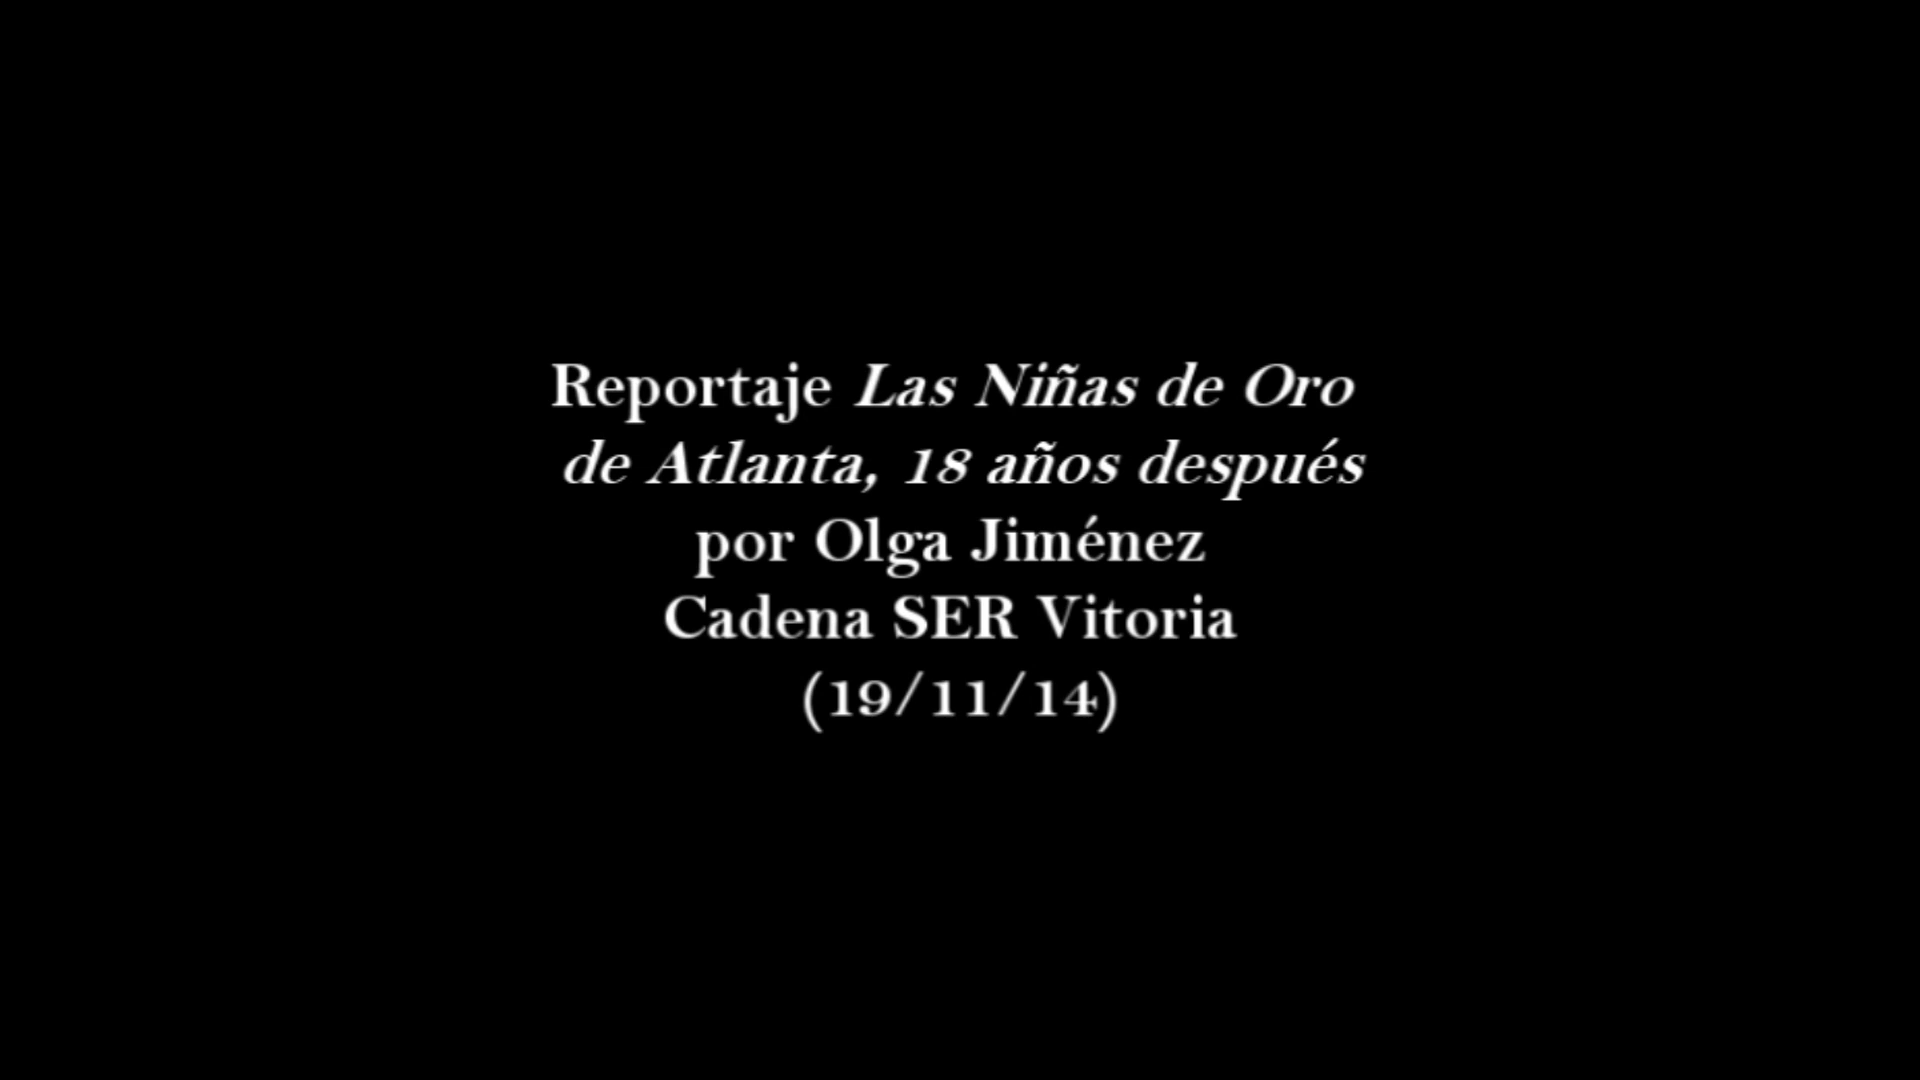 Reportaje Las Niñas de Oro
de Atlanta, 18 años después
por Olga Jiménez
Cadena SER Vitoria
(19/11/14)